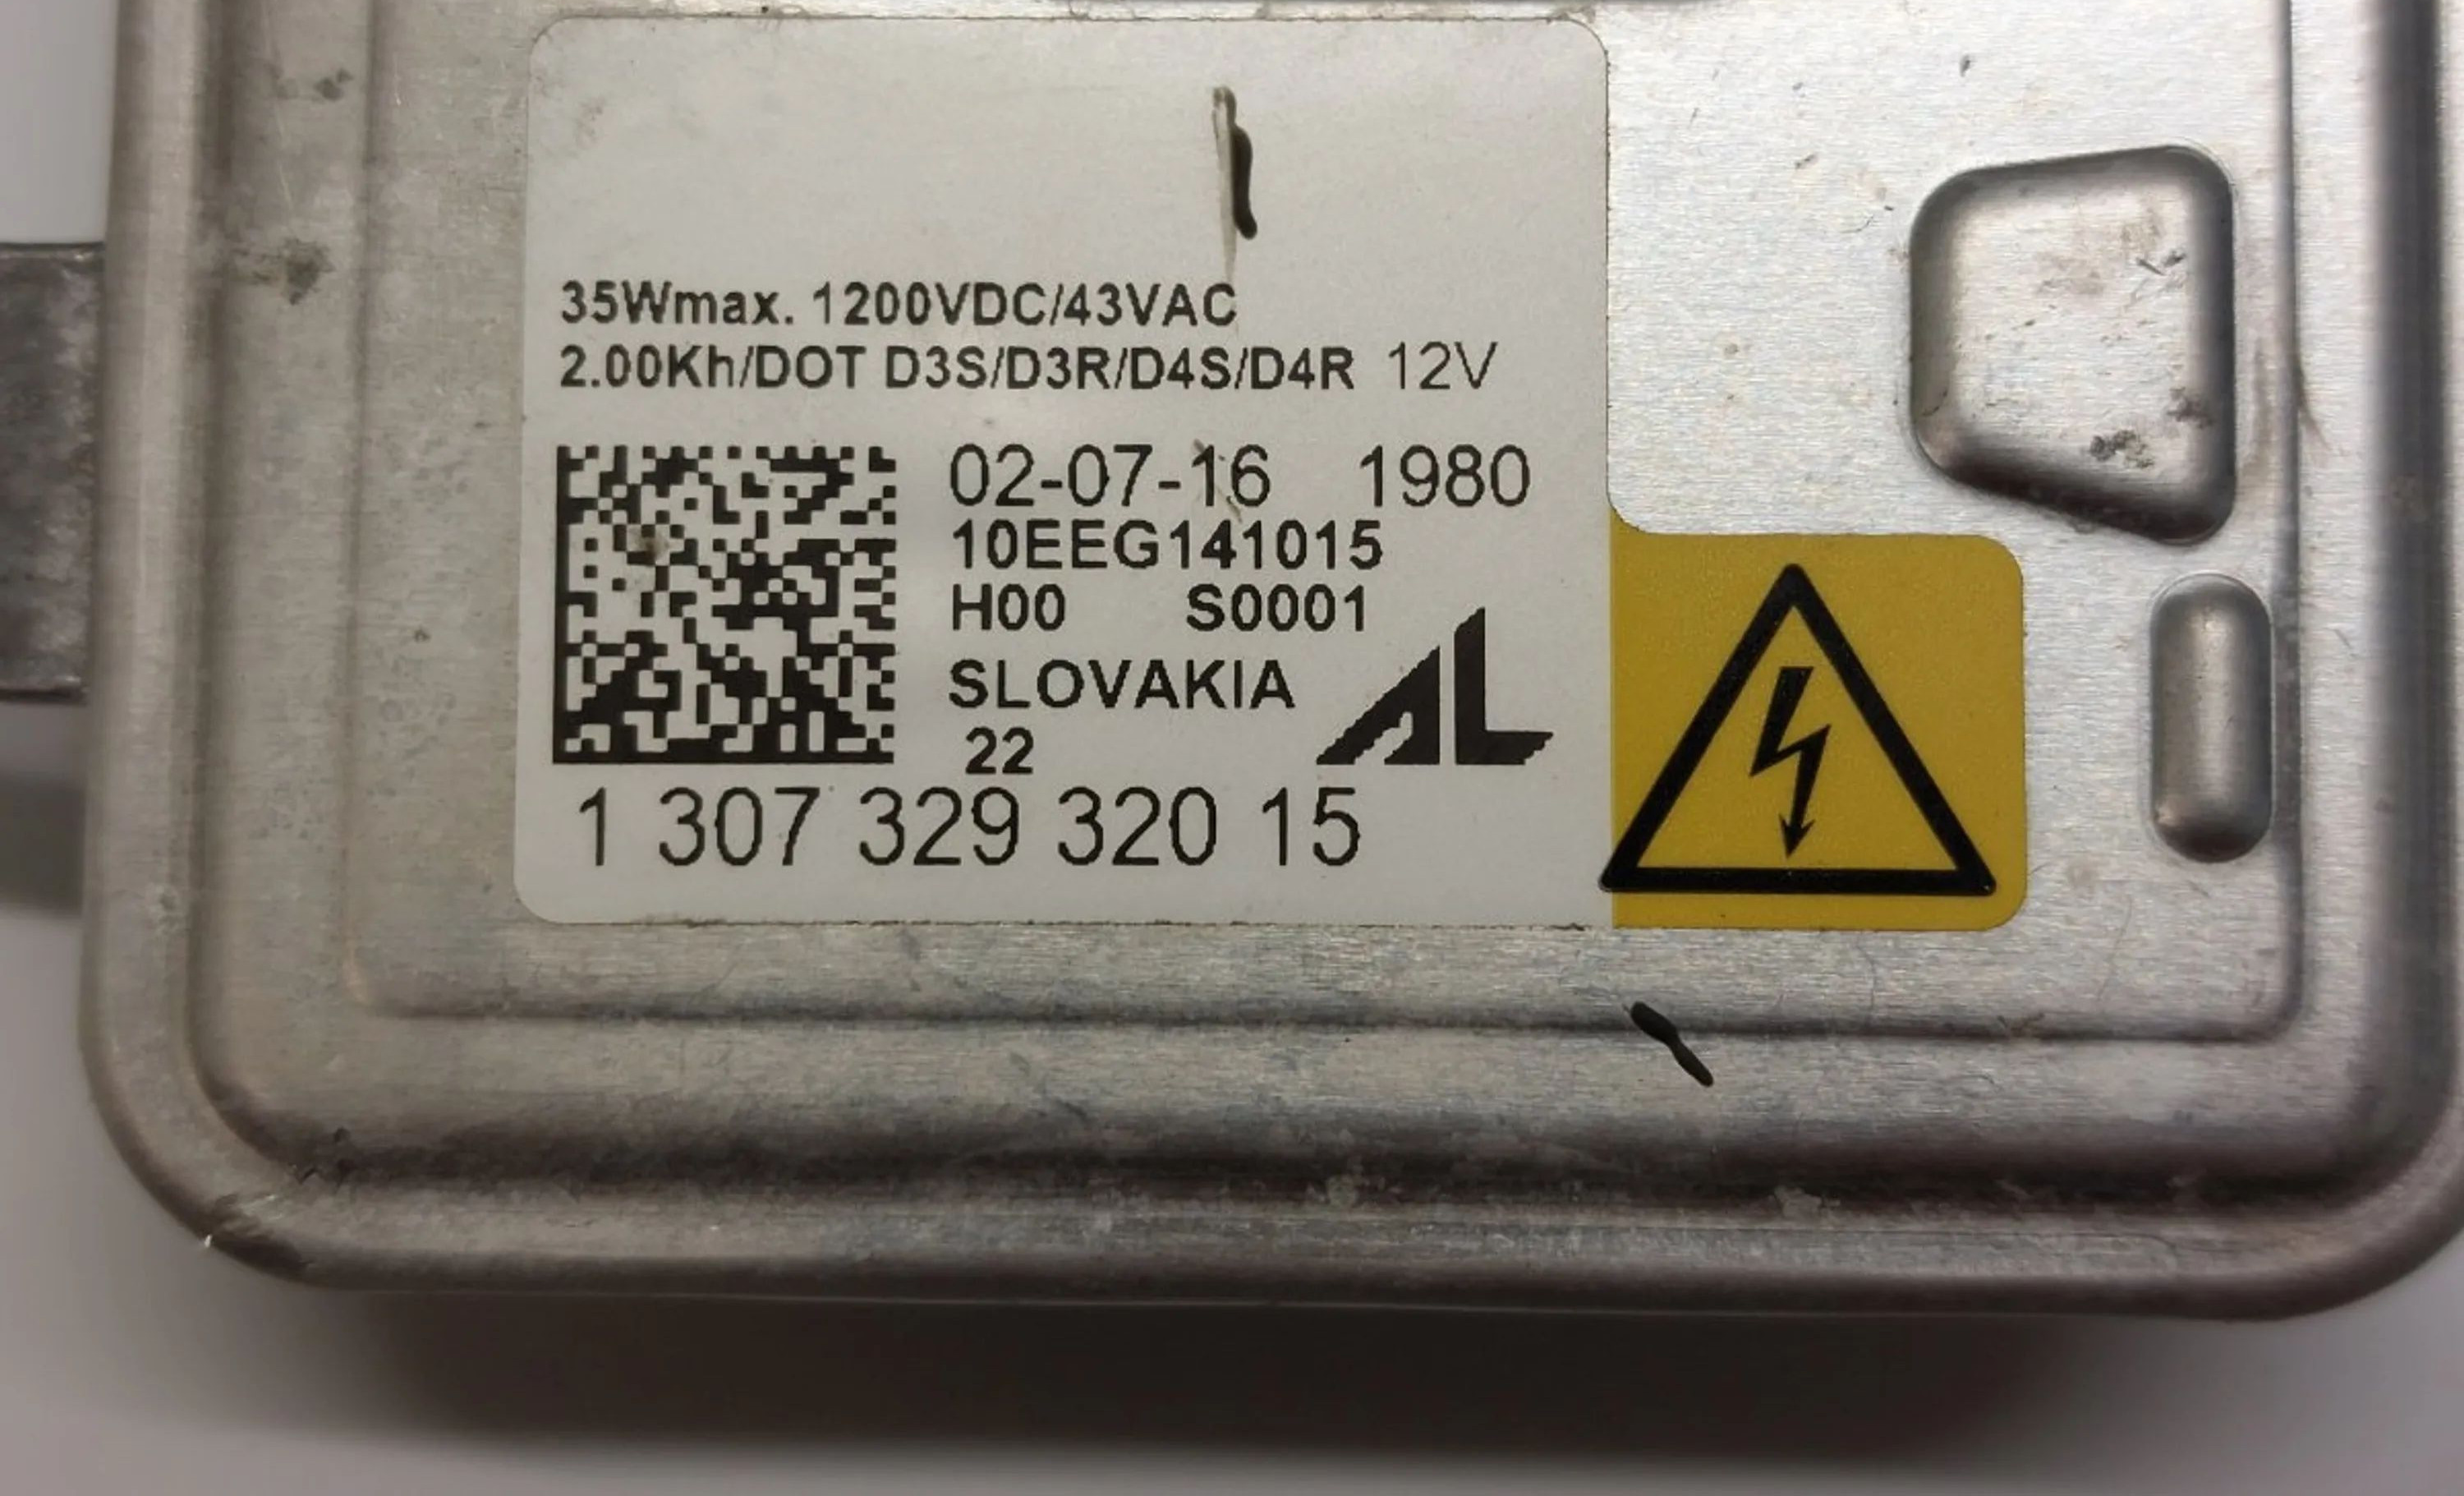 35Wmax. 1200VDC/43VAC
2.00Kh/DOT D3S/D3R/D4S/D4R 12V
02-07-16 1980
10EEG141015
H00 S0001
SLOVAKIA
22
AL
1 307 329 320 15